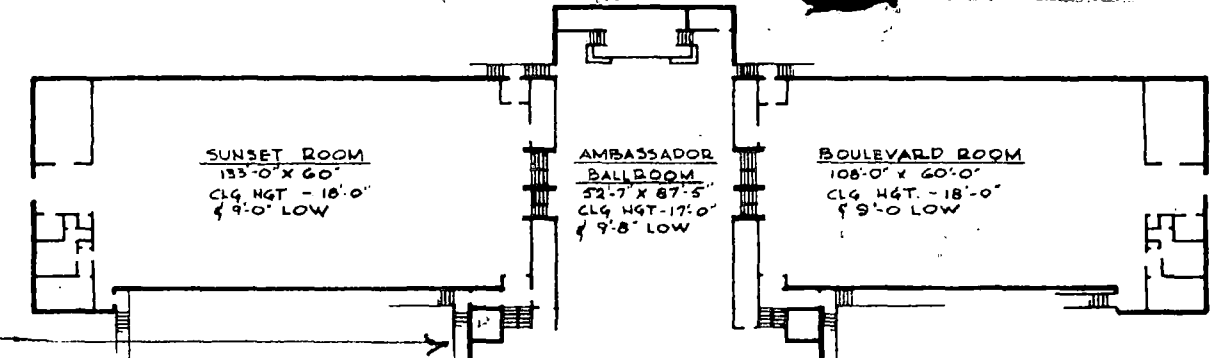 SUNSET ROOM
133'-0" X 60"
CLG HGT - 18'-0"
& 9'-0" LOW
AMBASSADOR
BALLROOM
52'-7" X 87'-5"
CLG HGT-17'-0"
& 9'-8" LOW
BOULEVARD ROOM
108'-0" X 60'-0"
CLG HGT. - 18'-0"
& 9'-0 LOW